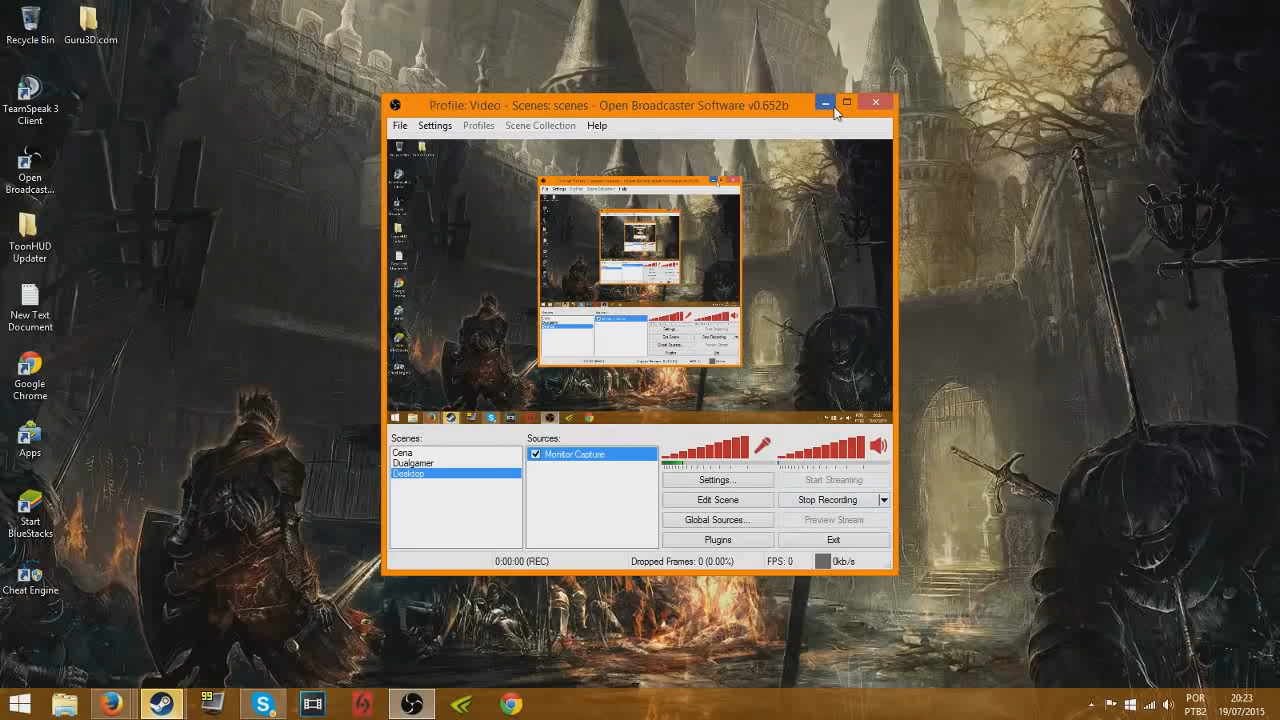 Recycle Bin
Guru3D.com
TeamSpeak 3
Client
Open
Broadcast...
ToonHUD
Updater
New Text
Document
Google
Chrome
Apps
Start
BlueStacks
Cheat Engine
Profile: Video - Scenes: scenes - Open Broadcaster Software v0.652b
File Settings Profiles Scene Collection Help
Scenes:
Cena
Dualgamer
Desktop
Sources:
Monitor Capture
Settings...
Start Streaming
Edit Scene
Stop Recording
Global Sources...
Preview Stream
Plugins
Exit
0:00:00 (REC)
Dropped Frames: 0 (0.00%)
FPS: 0
0kb/s
99
POR
PTB2
20:23
19/07/2015